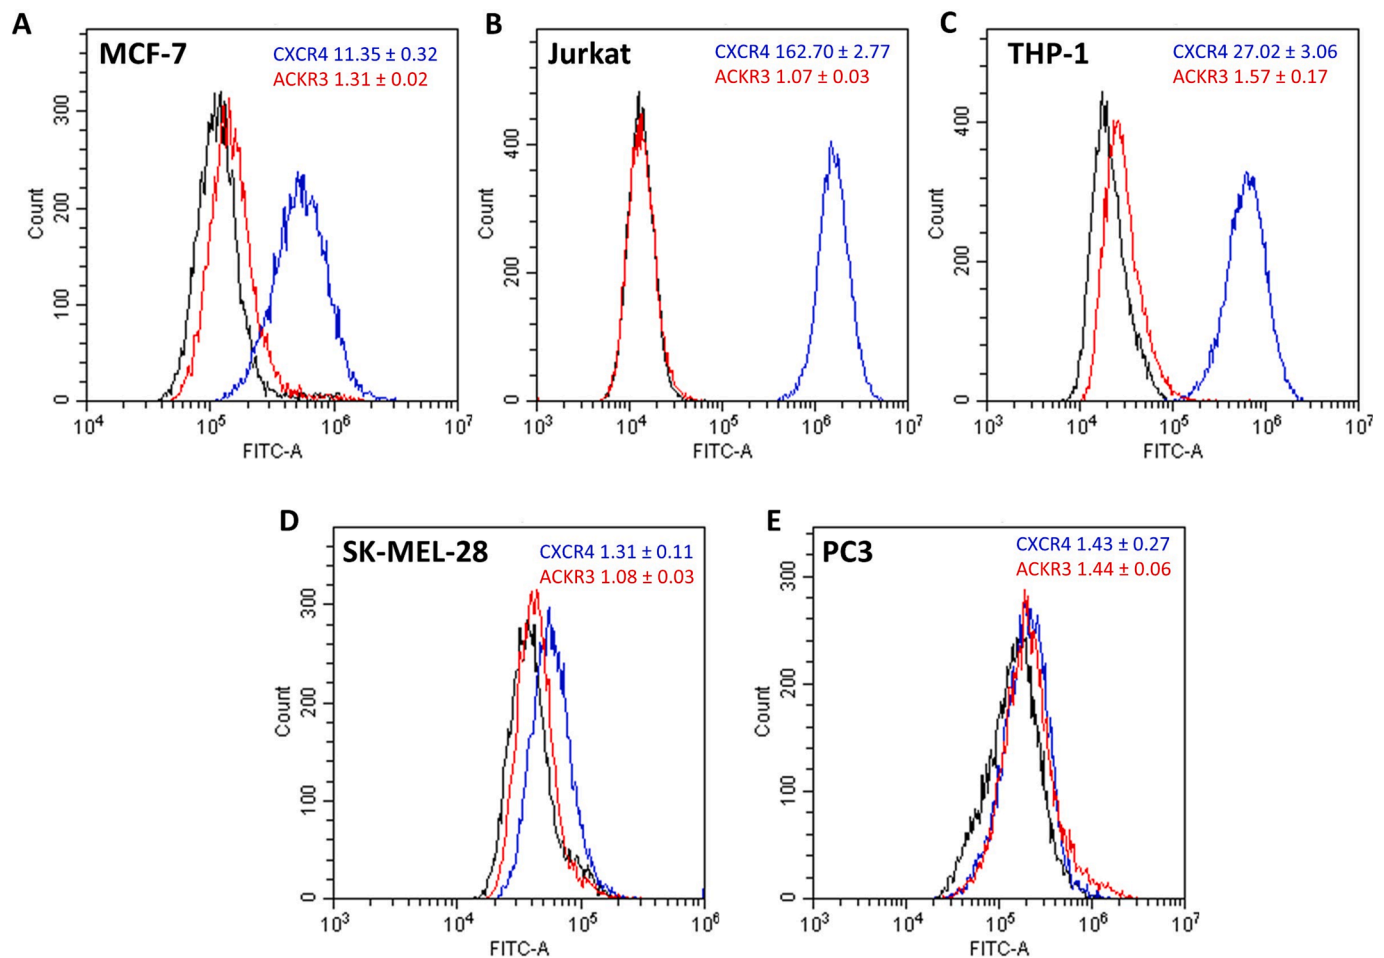 A
MCF-7
CXCR4 11.35 ± 0.32
ACKR3 1.31 ± 0.02
Count
300
200
100
0
10⁴ 10⁵ 10⁶ 10⁷
FITC-A
B
Jurkat
CXCR4 162.70 ± 2.77
ACKR3 1.07 ± 0.03
Count
400
200
0
10³ 10⁴ 10⁵ 10⁶ 10⁷
FITC-A
C
THP-1
CXCR4 27.02 ± 3.06
ACKR3 1.57 ± 0.17
Count
400
200
0
10³ 10⁴ 10⁵ 10⁶ 10⁷
FITC-A
D
SK-MEL-28
CXCR4 1.31 ± 0.11
ACKR3 1.08 ± 0.03
Count
300
200
100
0
10³ 10⁴ 10⁵ 10⁶
FITC-A
E
PC3
CXCR4 1.43 ± 0.27
ACKR3 1.44 ± 0.06
Count
300
200
100
0
10³ 10⁴ 10⁵ 10⁶ 10⁷
FITC-A